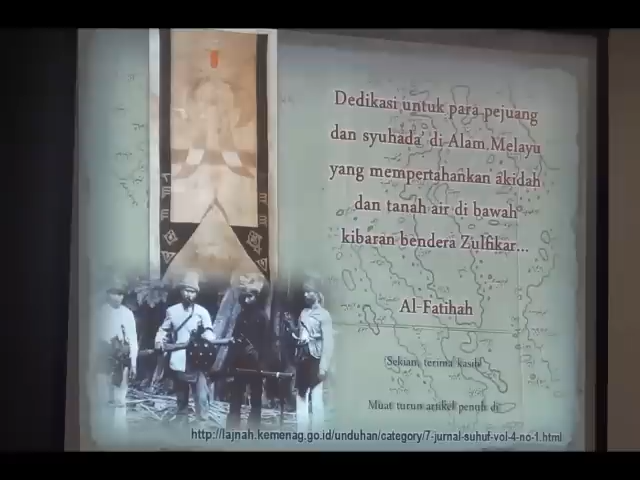 Dedikasi untuk para pejuang
dan syuhada' di Alam Melayu
yang mempertahankan akidah
dan tanah air di bawah
kibaran bendera Zulfikar...
Al-Fatihah
(Sekian, terima kasih)
Muat turun artikel penuh di
http://lajnah.kemenag.go.id/unduhan/category/7-jurnal-suhuf-vol-4-no-1.html